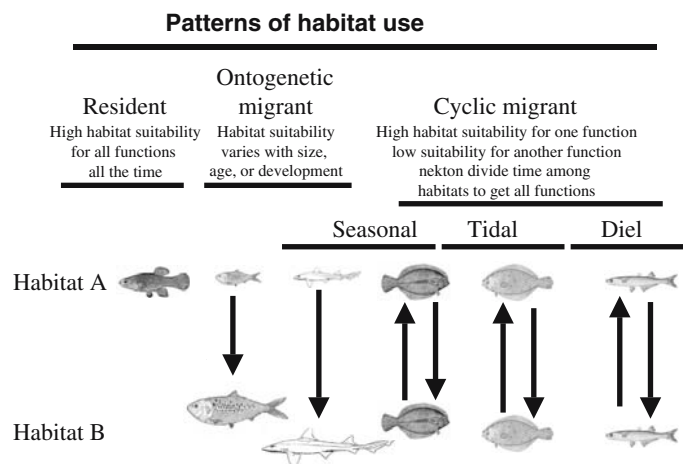 Patterns of habitat use
Resident
High habitat suitability
for all functions
all the time
Ontogenetic
migrant
Habitat suitability
varies with size,
age, or development
Cyclic migrant
High habitat suitability for one function
low suitability for another function
nekton divide time among
habitats to get all functions
Seasonal
Tidal
Diel
Habitat A
Habitat B